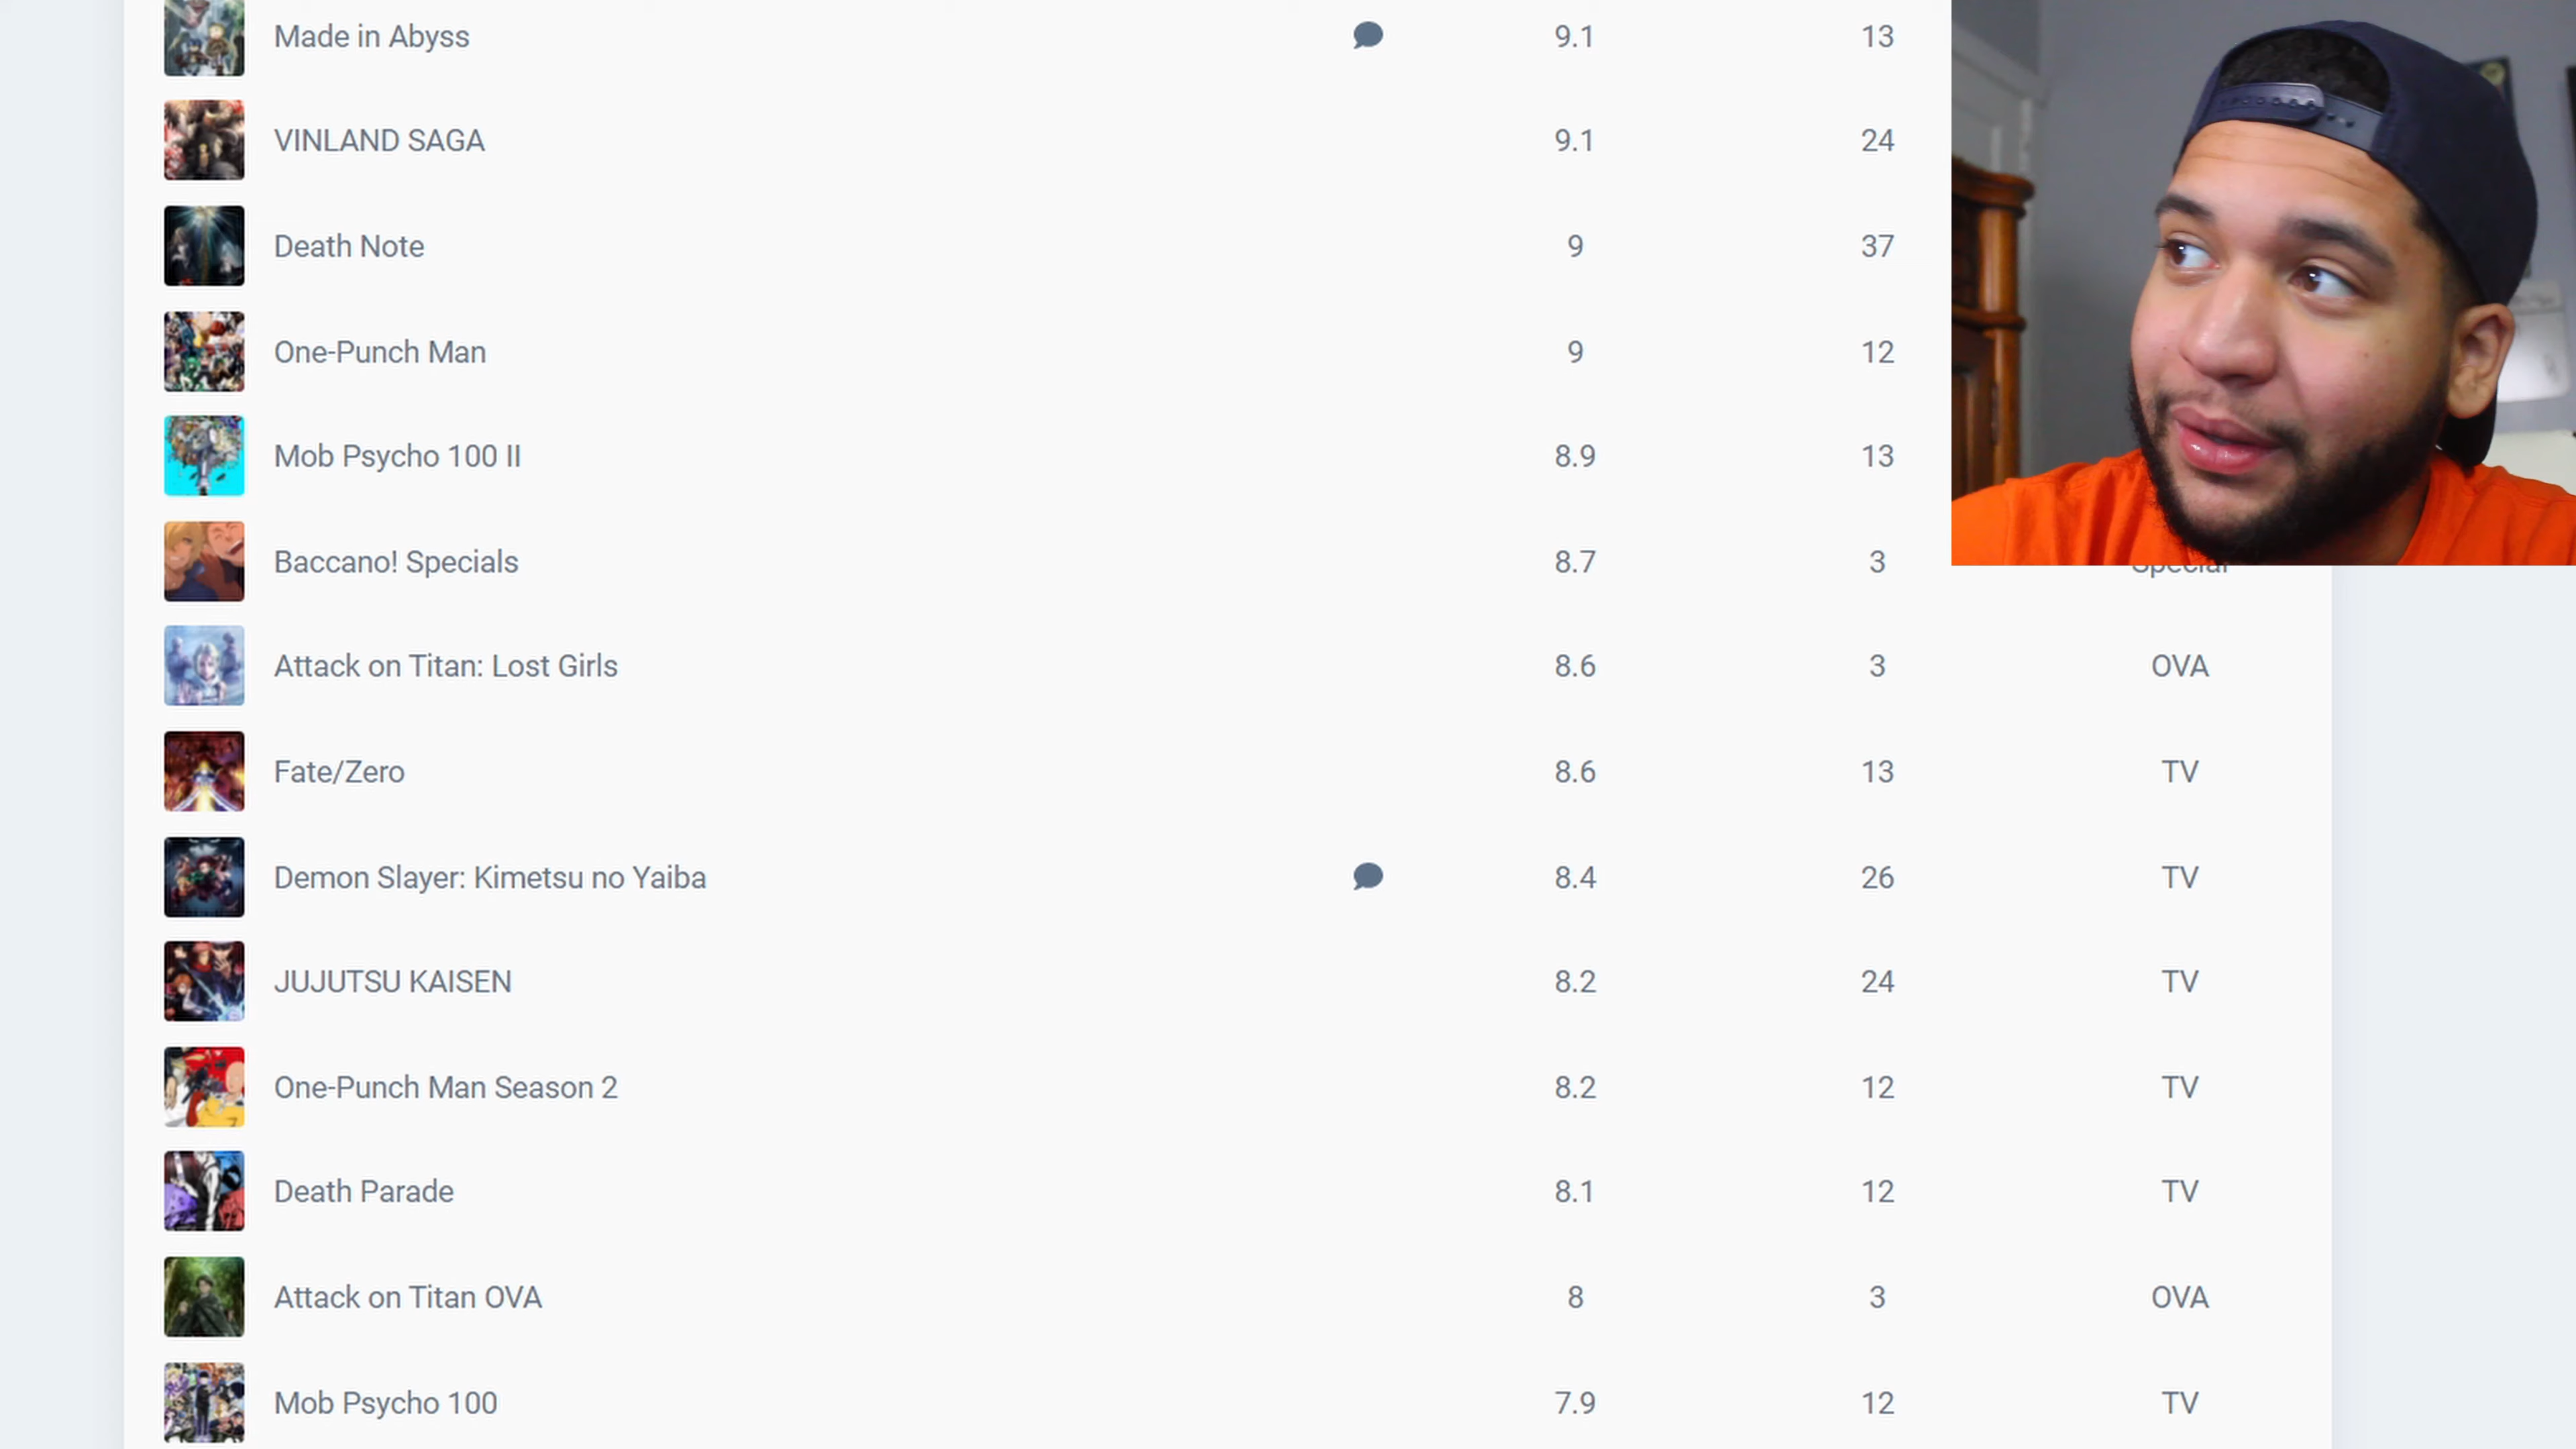 Made in Abyss 9.1 13
VINLAND SAGA 9.1 24
Death Note 9 37
One-Punch Man 9 12
Mob Psycho 100 II 8.9 13
Baccano! Specials 8.7 3 Special
Attack on Titan: Lost Girls 8.6 3 OVA
Fate/Zero 8.6 13 TV
Demon Slayer: Kimetsu no Yaiba 8.4 26 TV
JUJUTSU KAISEN 8.2 24 TV
One-Punch Man Season 2 8.2 12 TV
Death Parade 8.1 12 TV
Attack on Titan OVA 8 3 OVA
Mob Psycho 100 7.9 12 TV